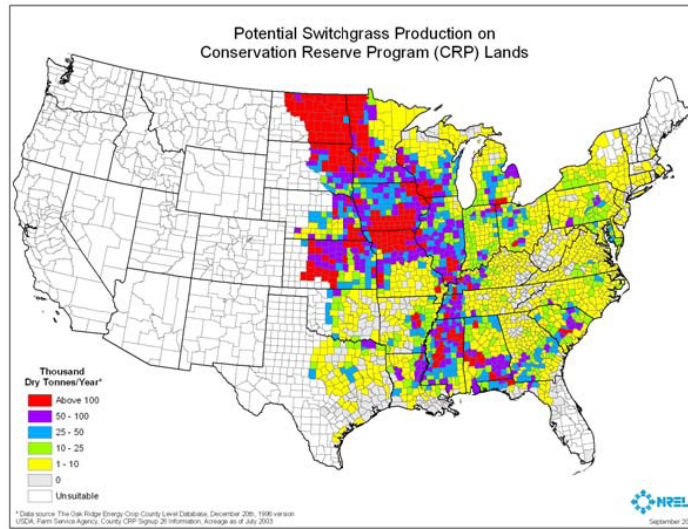 Potential Switchgrass Production on
Conservation Reserve Program (CRP) Lands
Thousand
Dry Tonnes/Year*
Above 100
50 - 100
25 - 50
10 - 25
1 - 10
0
Unsuitable
* Data source: The Oak Ridge Energy Crop County Level Database, December 20th, 1996 version
USDA, Farm Service Agency, County CRP Signup 26 Information, Acreage as of July 2003
NREL
September